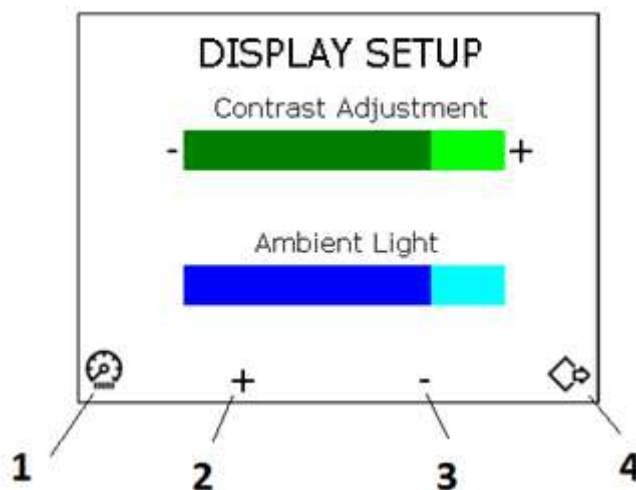 DISPLAY SETUP
Contrast Adjustment
- +
Ambient Light
+ -
1 2 3 4